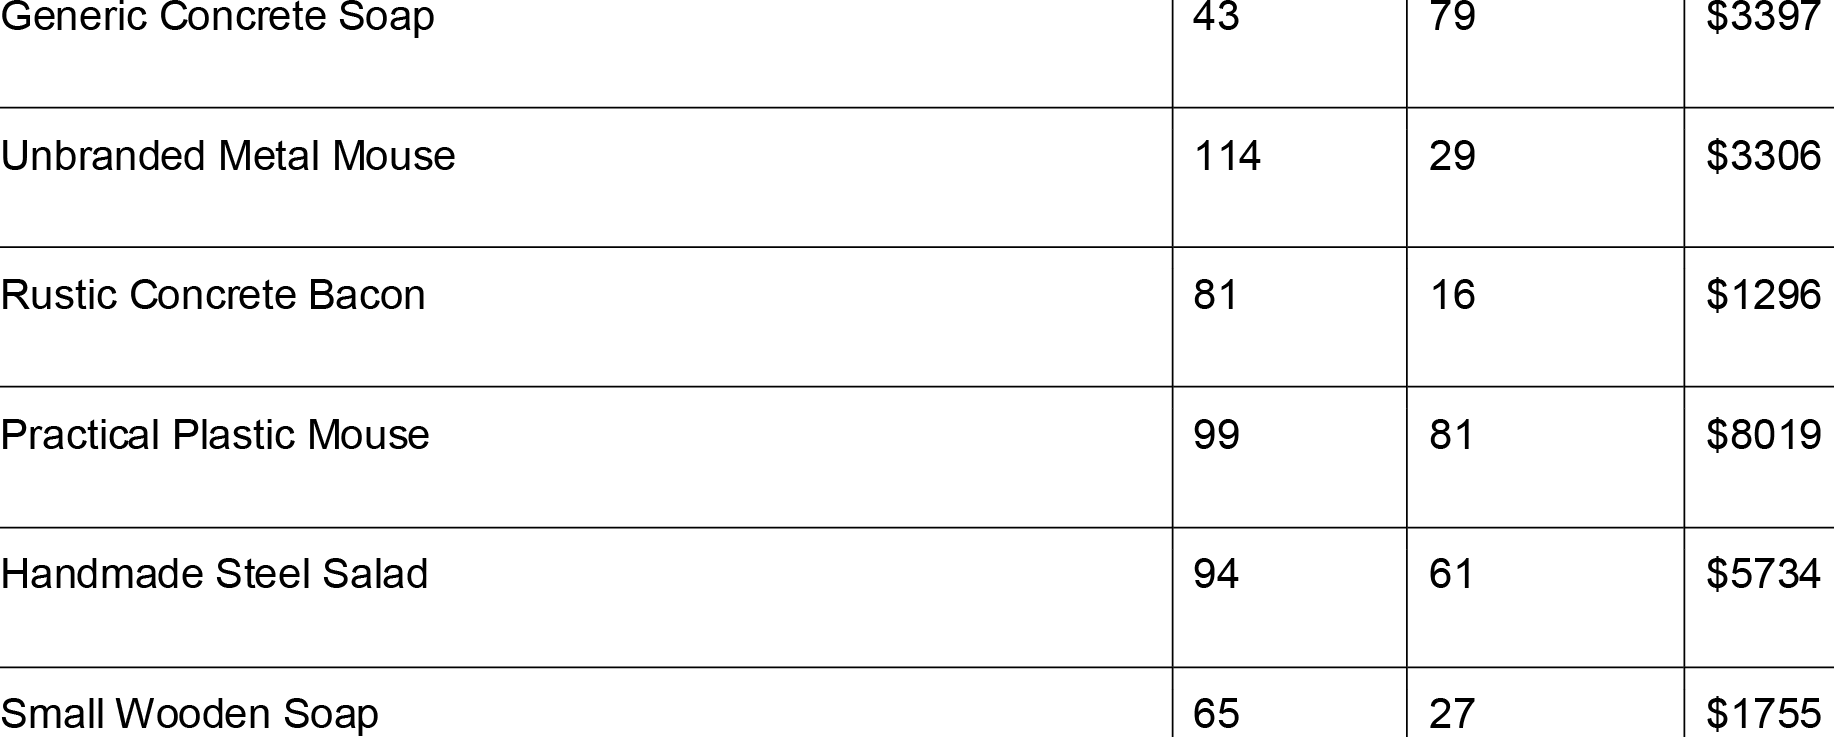 Generic Concrete Soap 43 79 $3397
Unbranded Metal Mouse 114 29 $3306
Rustic Concrete Bacon 81 16 $1296
Practical Plastic Mouse 99 81 $8019
Handmade Steel Salad 94 61 $5734
Small Wooden Soap 65 27 $1755